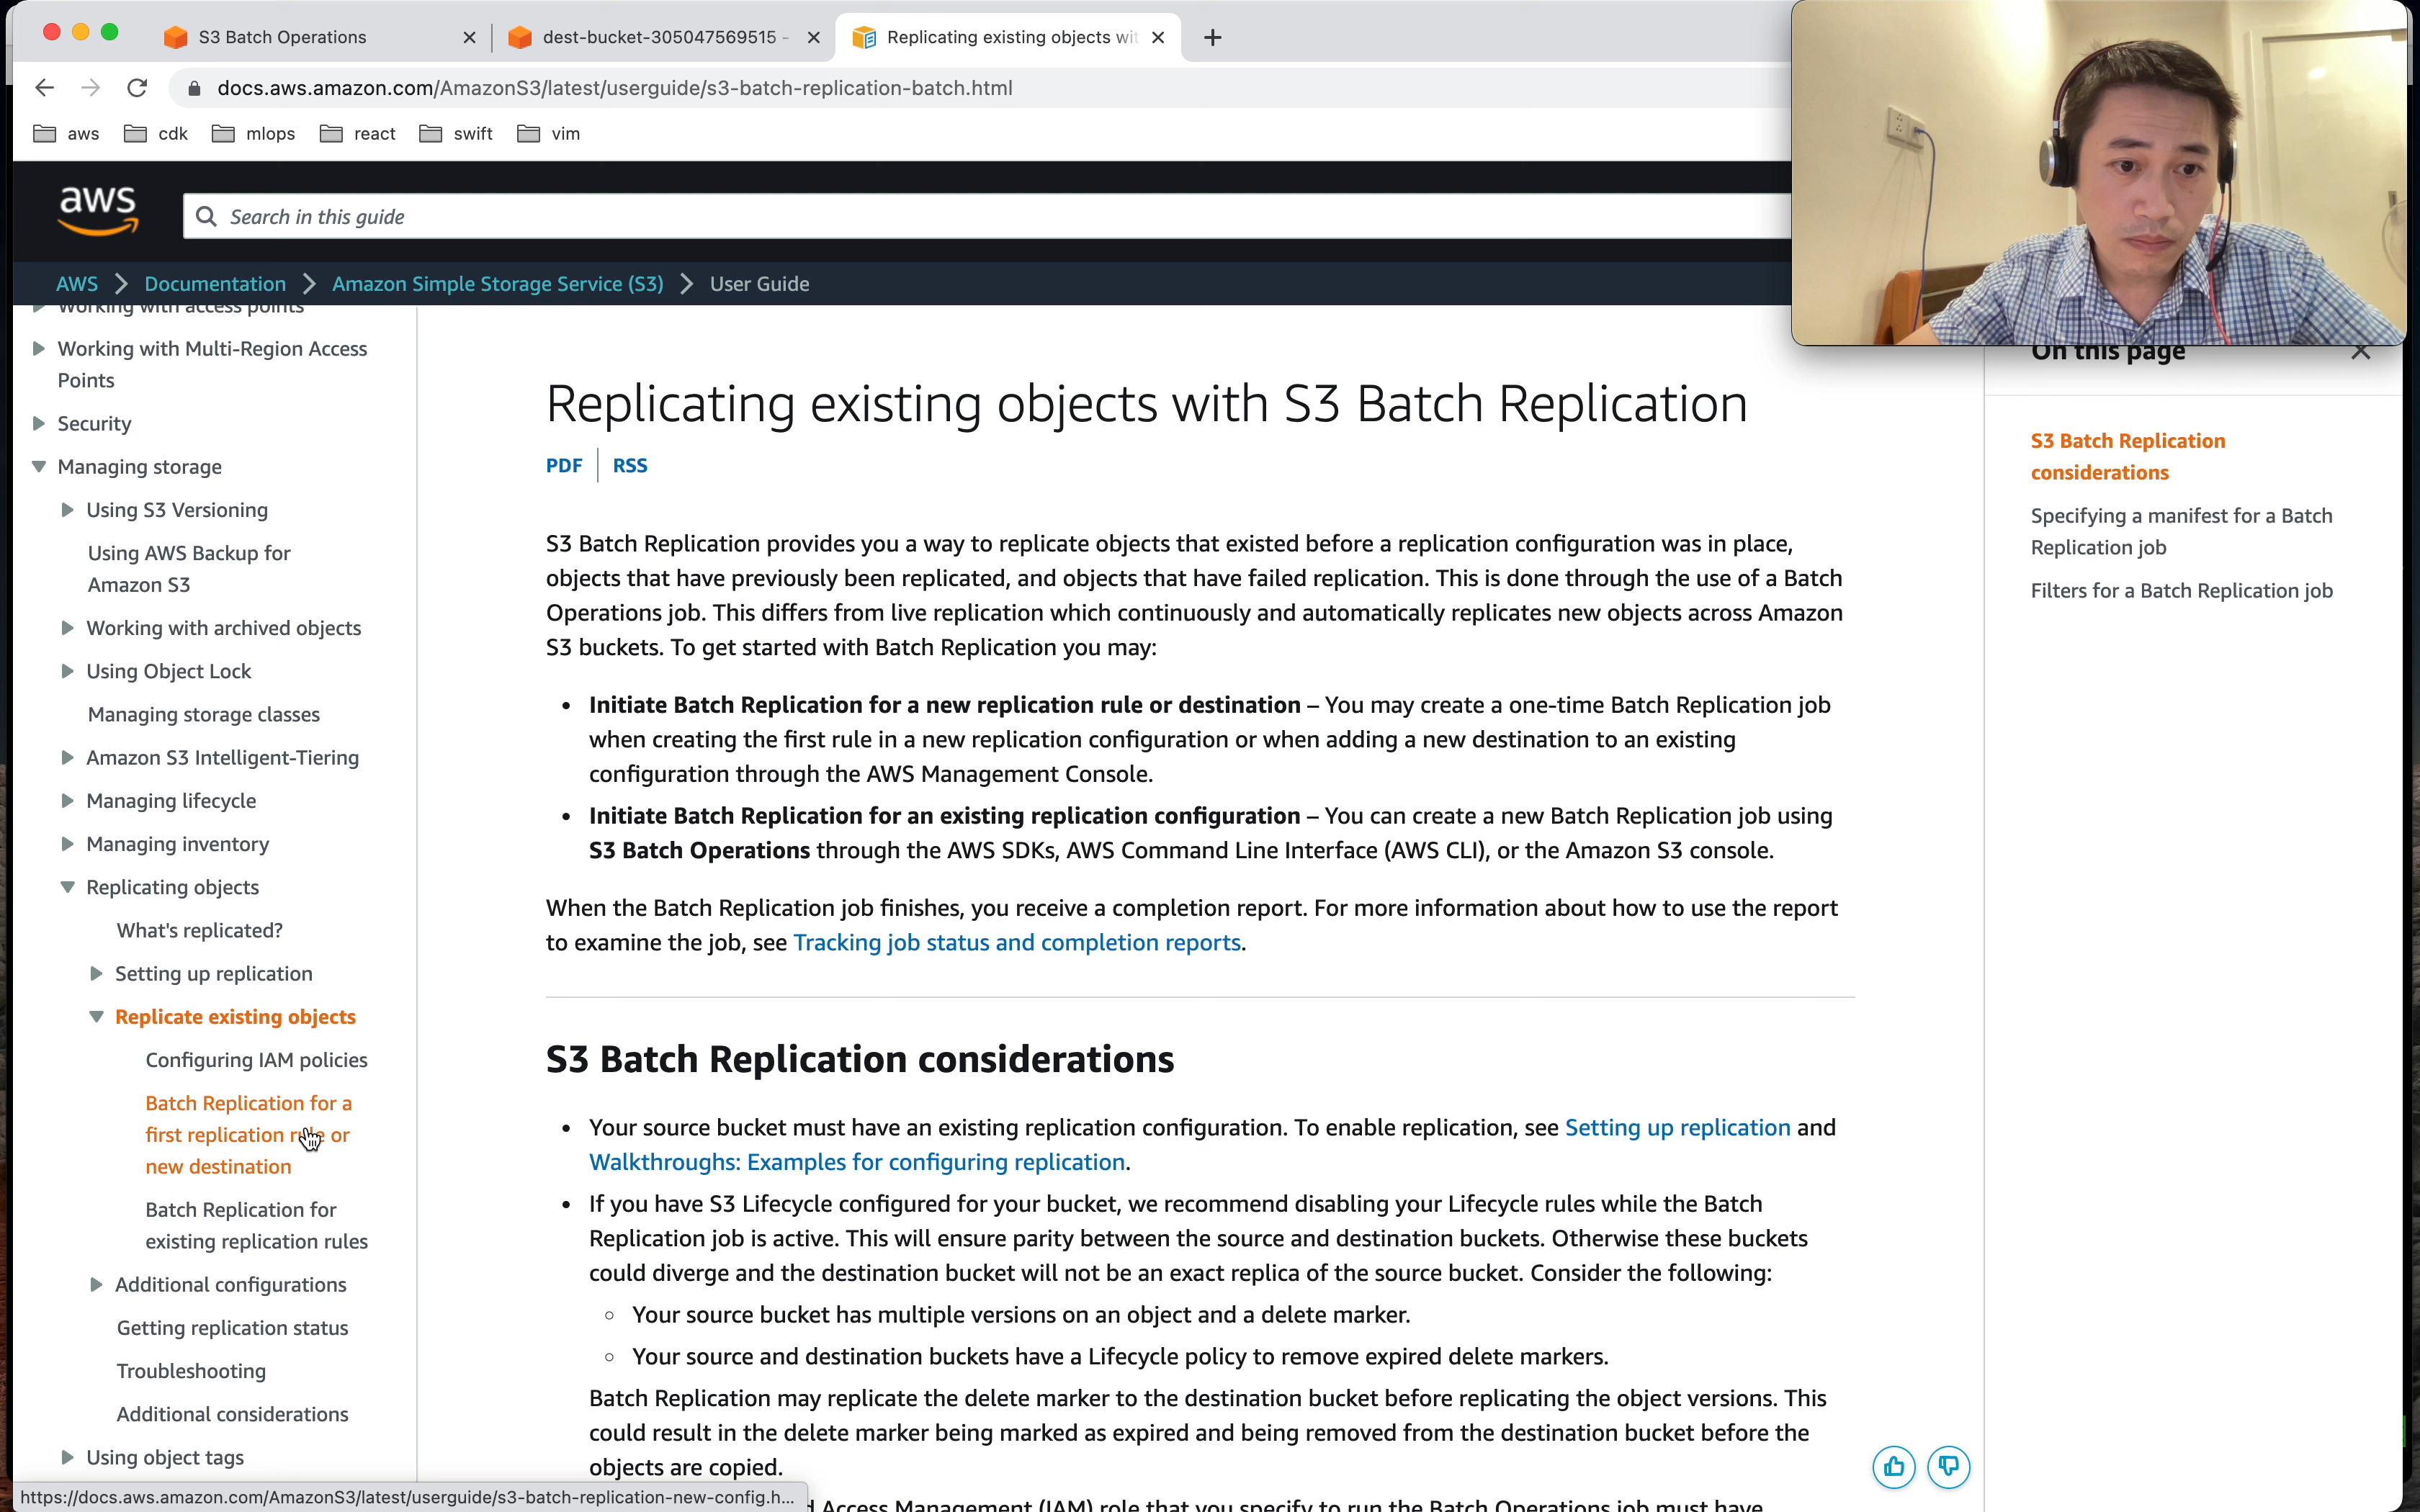 S3 Batch Operations
dest-bucket-305047569515 -
Replicating existing objects wit
docs.aws.amazon.com/AmazonS3/latest/userguide/s3-batch-replication-batch.html
aws
cdk
mlops
react
swift
vim
aws
Search in this guide
AWS
Documentation
Amazon Simple Storage Service (S3)
User Guide
Working with access points
Working with Multi-Region Access
Points
Security
Managing storage
Using S3 Versioning
Using AWS Backup for
Amazon S3
Working with archived objects
Using Object Lock
Managing storage classes
Amazon S3 Intelligent-Tiering
Managing lifecycle
Managing inventory
Replicating objects
What's replicated?
Setting up replication
Replicate existing objects
Configuring IAM policies
Batch Replication for a
first replication rule or
new destination
Batch Replication for
existing replication rules
Additional configurations
Getting replication status
Troubleshooting
Additional considerations
Using object tags
https://docs.aws.amazon.com/AmazonS3/latest/userguide/s3-batch-replication-new-config.h...
Replicating existing objects with S3 Batch Replication
PDF
RSS
S3 Batch Replication provides you a way to replicate objects that existed before a replication configuration was in place,
objects that have previously been replicated, and objects that have failed replication. This is done through the use of a Batch
Operations job. This differs from live replication which continuously and automatically replicates new objects across Amazon
S3 buckets. To get started with Batch Replication you may:
• Initiate Batch Replication for a new replication rule or destination – You may create a one-time Batch Replication job
when creating the first rule in a new replication configuration or when adding a new destination to an existing
configuration through the AWS Management Console.
• Initiate Batch Replication for an existing replication configuration – You can create a new Batch Replication job using
S3 Batch Operations through the AWS SDKs, AWS Command Line Interface (AWS CLI), or the Amazon S3 console.
When the Batch Replication job finishes, you receive a completion report. For more information about how to use the report
to examine the job, see Tracking job status and completion reports.
S3 Batch Replication considerations
• Your source bucket must have an existing replication configuration. To enable replication, see Setting up replication and
Walkthroughs: Examples for configuring replication.
• If you have S3 Lifecycle configured for your bucket, we recommend disabling your Lifecycle rules while the Batch
Replication job is active. This will ensure parity between the source and destination buckets. Otherwise these buckets
could diverge and the destination bucket will not be an exact replica of the source bucket. Consider the following:
◦ Your source bucket has multiple versions on an object and a delete marker.
◦ Your source and destination buckets have a Lifecycle policy to remove expired delete markers.
Batch Replication may replicate the delete marker to the destination bucket before replicating the object versions. This
could result in the delete marker being marked as expired and being removed from the destination bucket before the
objects are copied.
Access Management (IAM) role that you specify to run the Batch Operations job must have
On this page
S3 Batch Replication
considerations
Specifying a manifest for a Batch
Replication job
Filters for a Batch Replication job